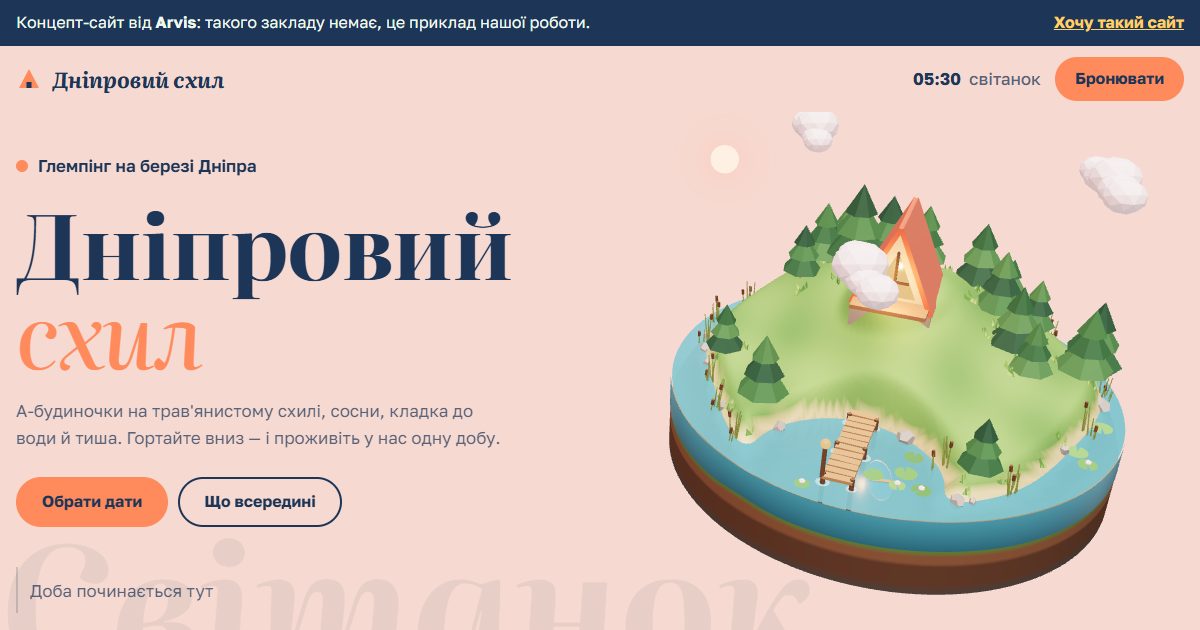 Концепт-сайт від Arvis: такого закладу немає, це приклад нашої роботи.
Хочу такий сайт
Дніпровий схил
05:30 світанок
Бронювати
Глемпінг на березі Дніпра
Дніпровий
схил
А-будиночки на трав'янистому схилі, сосни, кладка до
води й тиша. Гортайте вниз — і проживіть у нас одну добу.
Обрати дати
Що всередині
Світанок
Доба починається тут